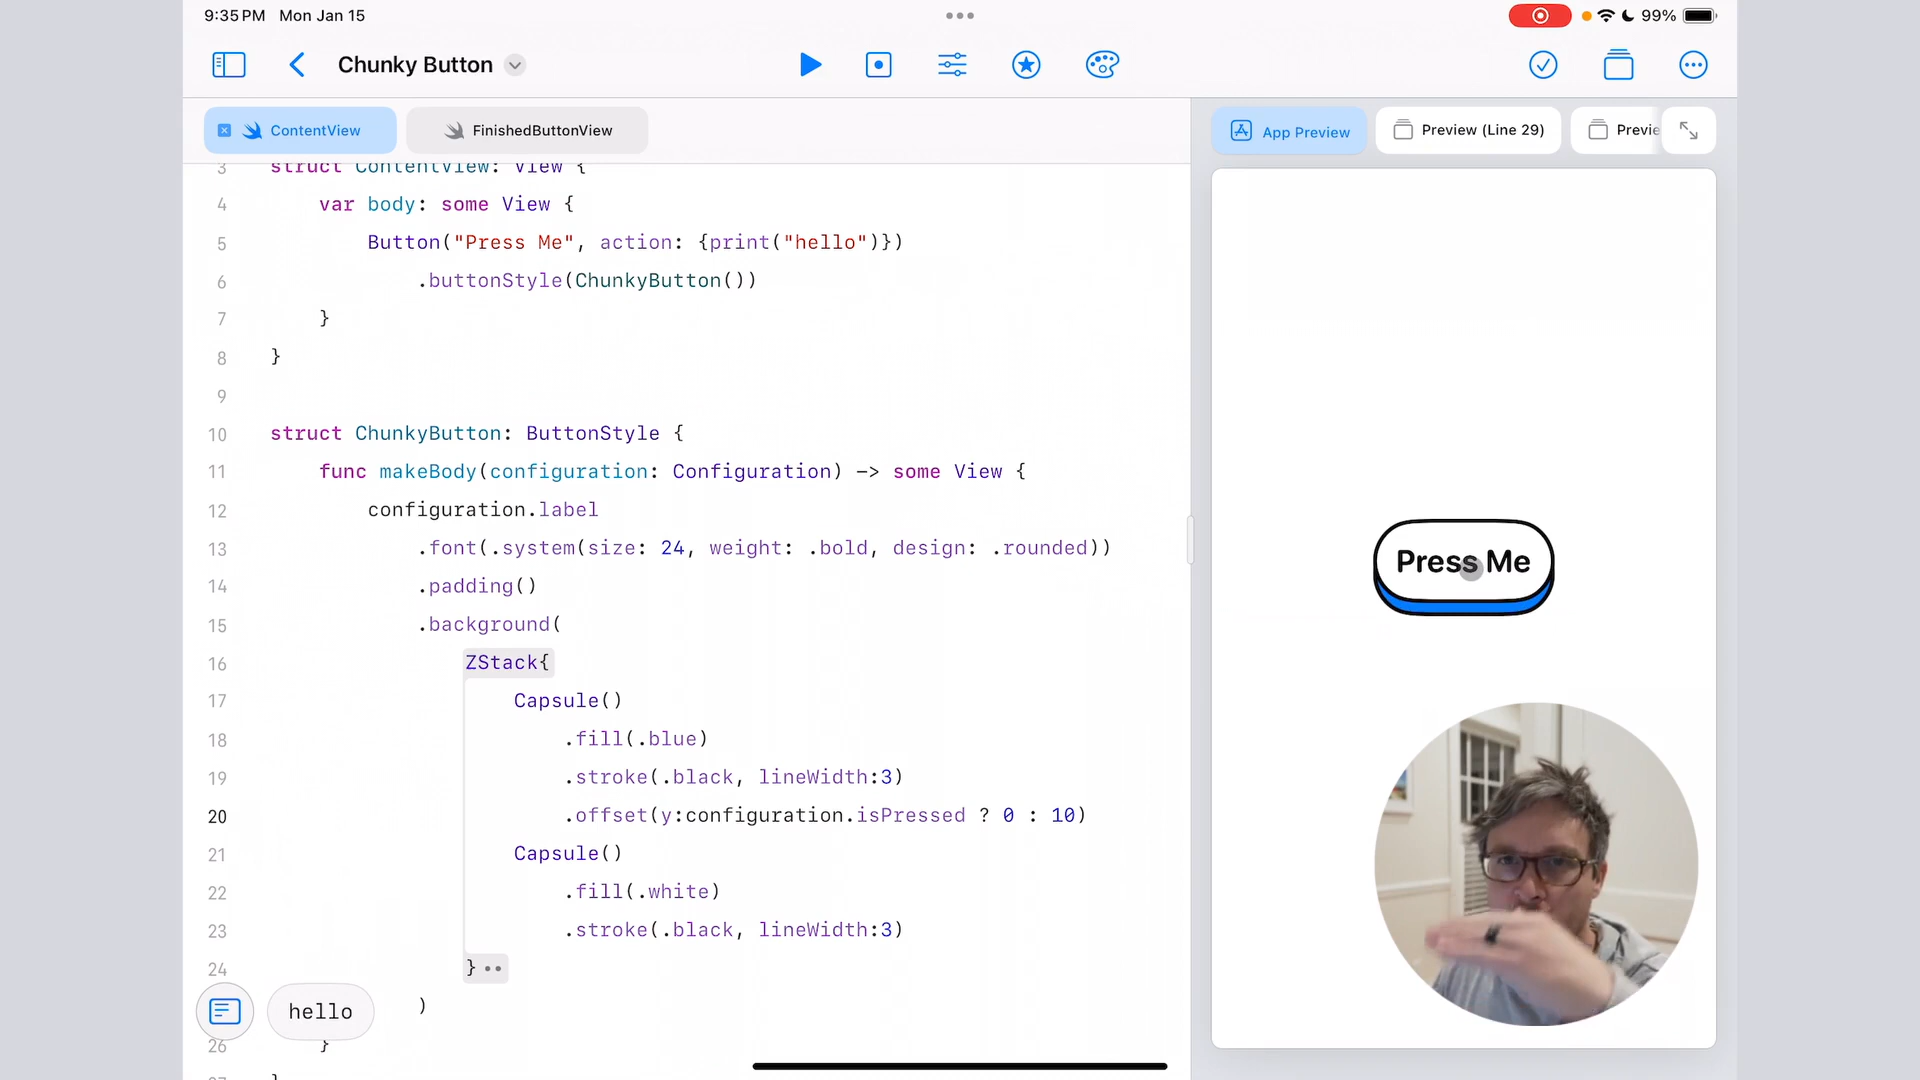 9:35 PM Mon Jan 15
99%
Chunky Button
ContentView
FinishedButtonView
App Preview
Preview (Line 29)
Previe
3 struct ContentView: View {
4 var body: some View {
5 Button("Press Me", action: {print("hello")})
6 .buttonStyle(ChunkyButton())
7 }
8 }
9
10 struct ChunkyButton: ButtonStyle {
11 func makeBody(configuration: Configuration) -> some View {
12 configuration.label
13 .font(.system(size: 24, weight: .bold, design: .rounded))
14 .padding()
15 .background(
16 ZStack{
17 Capsule()
18 .fill(.blue)
19 .stroke(.black, lineWidth:3)
20 .offset(y:configuration.isPressed ? 0 : 10)
21 Capsule()
22 .fill(.white)
23 .stroke(.black, lineWidth:3)
24 }
)
26 }
27 }
hello
Press Me